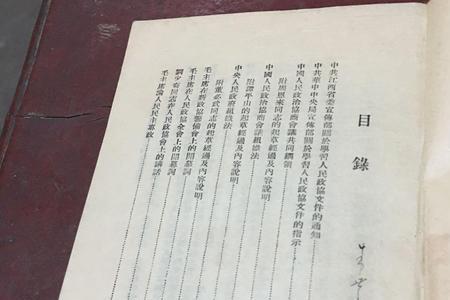 目錄
中共江西省委宣傳部關於學習人民政協文件的通知
中共華中中央局宣傳部關於學習人民政協文件的指示
中國人民政治協商會議共同綱領
附周恩來同志的起草經過及內容說明
中國人民政治協商會議組織法
附譚平山的起草經過及內容說明
中央人民政府組織法
附董必武同志的起草經過及內容說明
毛主席在新政協籌備會上的開幕詞
毛主席在人民政協會上的開幕詞
劉少奇同志在人民政協全會上的講話
毛主席論人民民主專政